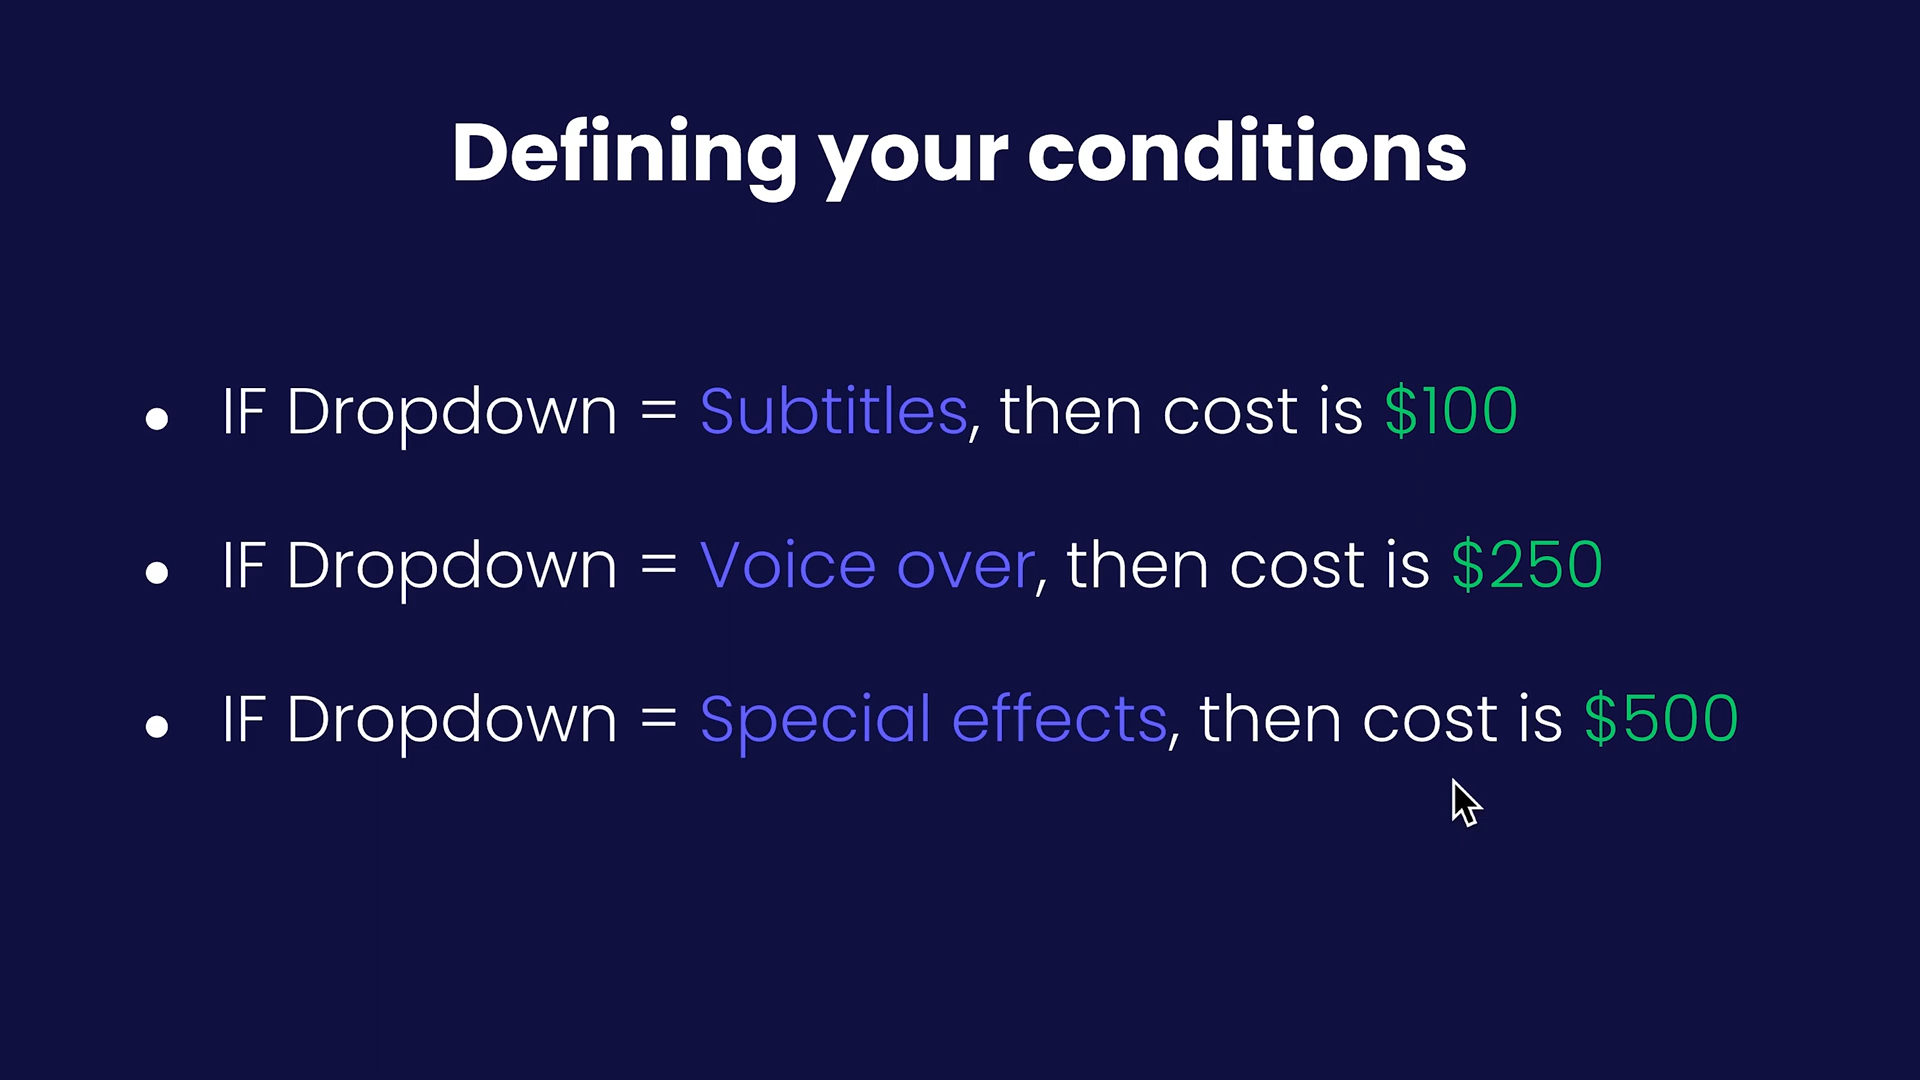 Defining your conditions
• IF Dropdown = Subtitles, then cost is $100
• IF Dropdown = Voice over, then cost is $250
• IF Dropdown = Special effects, then cost is $500